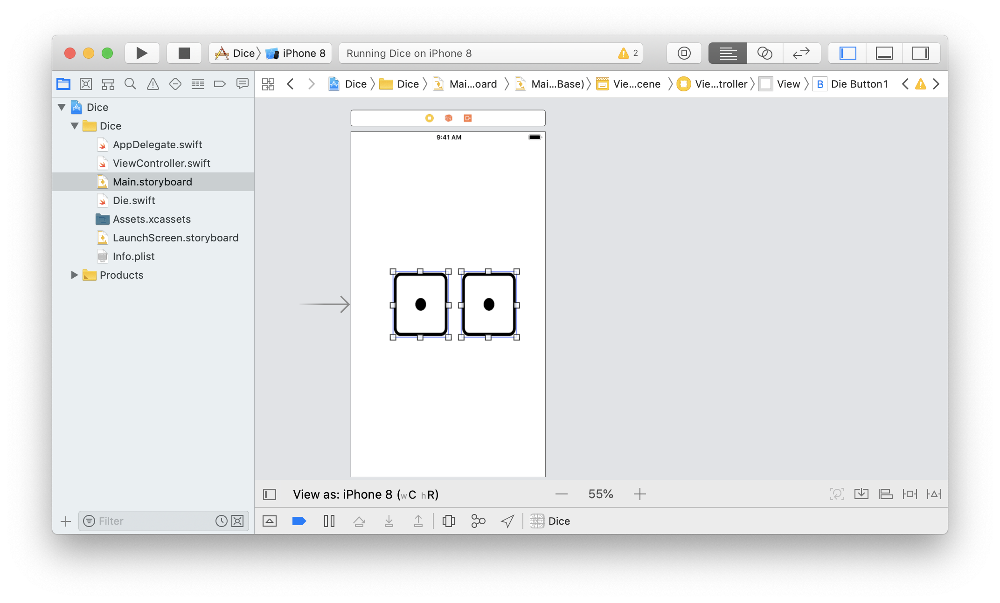 Dice iPhone 8 Running Dice on iPhone 8 2
Dice Dice Mai...oard Mai...Base) Vie...cene Vie...troller View B Die Button1
Dice
Dice
AppDelegate.swift
ViewController.swift
Main.storyboard
Die.swift
Assets.xcassets
LaunchScreen.storyboard
Info.plist
Products
9:41 AM
View as: iPhone 8 (wC hR) 55%
Filter
Dice